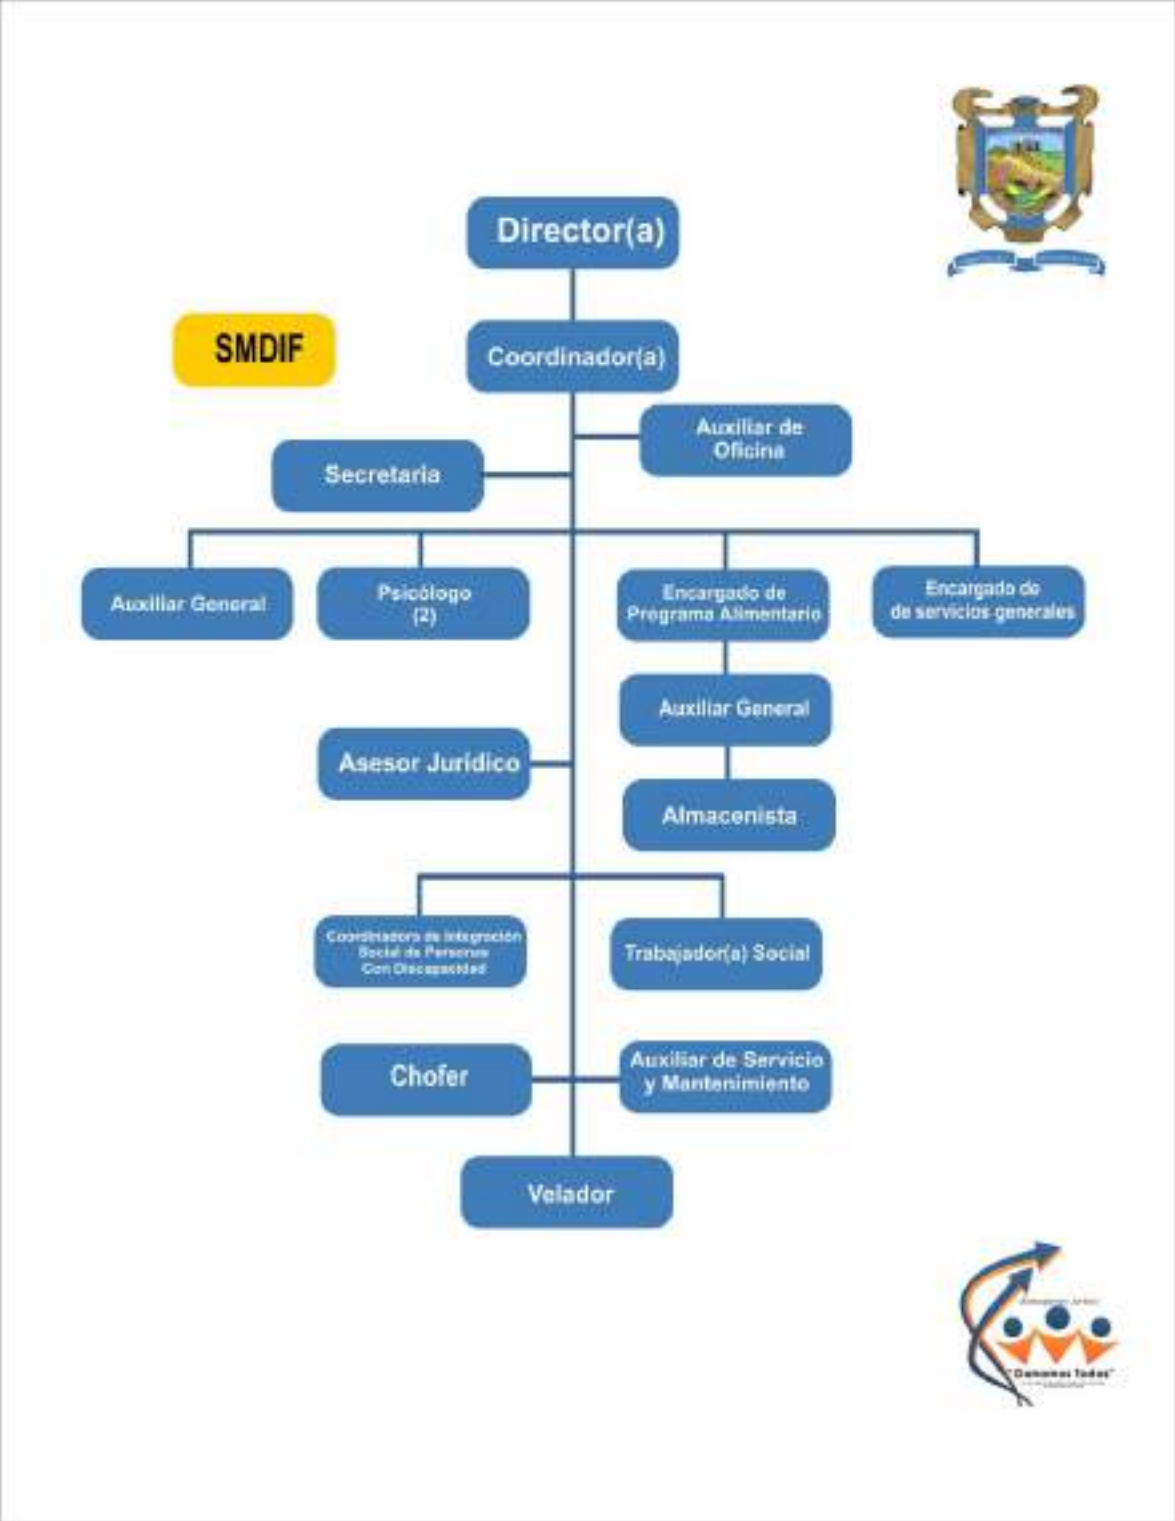 Director(a)
SMDIF
Coordinador(a)
Auxiliar de
Oficina
Secretaria
Auxiliar General
Psicólogo
(2)
Encargado de
Programa Alimentario
Encargado de
de servicios generales
Auxiliar General
Asesor Jurídico
Almacenista
Coordinadora de Integración
Social de Personas
Con Discapacidad
Trabajador(a) Social
Chofer
Auxiliar de Servicio
y Mantenimiento
Velador
Todos"